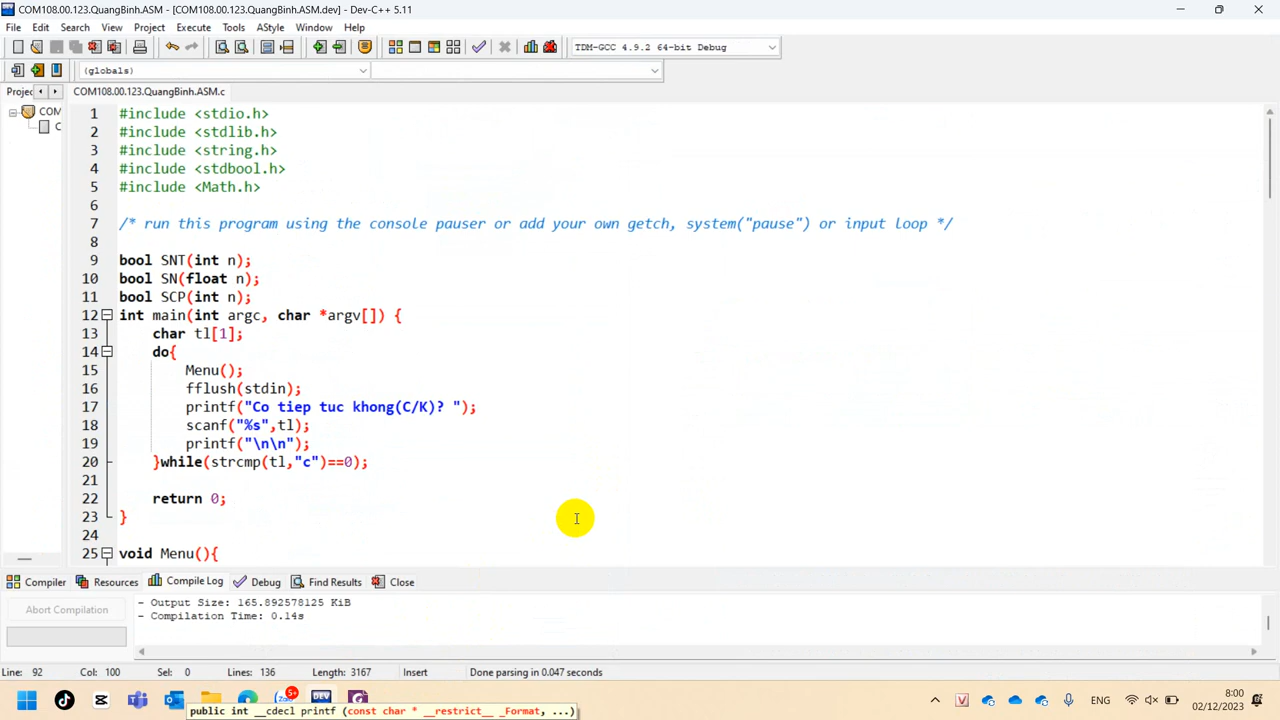 COM108.00.123.QuangBinh.ASM - [COM108.00.123.QuangBinh.ASM.dev] - Dev-C++ 5.11
File Edit Search View Project Execute Tools AStyle Window Help
TDM-GCC 4.9.2 64-bit Debug
(globals)
Projec COM108.00.123.QuangBinh.ASM.c
COM
C
1 #include <stdio.h>
2 #include <stdlib.h>
3 #include <string.h>
4 #include <stdbool.h>
5 #include <Math.h>
6
7 /* run this program using the console pauser or add your own getch, system("pause") or input loop */
8
9 bool SNT(int n);
10 bool SN(float n);
11 bool SCP(int n);
12 int main(int argc, char *argv[]) {
13 char tl[1];
14 do{
15 Menu();
16 fflush(stdin);
17 printf("Co tiep tuc khong(C/K)? ");
18 scanf("%s",tl);
19 printf("\n\n");
20 }while(strcmp(tl,"c")==0);
21
22 return 0;
23 }
24
25 void Menu(){
Compiler Resources Compile Log Debug Find Results Close
Abort Compilation
- Output Size: 165.892578125 KiB
- Compilation Time: 0.14s
Line: 92 Col: 100 Sel: 0 Lines: 136 Length: 3167 Insert Done parsing in 0.047 seconds
5+
DEV
V
ENG
8:00
02/12/2023
public int __cdecl printf (const char * __restrict__ _Format, ...)